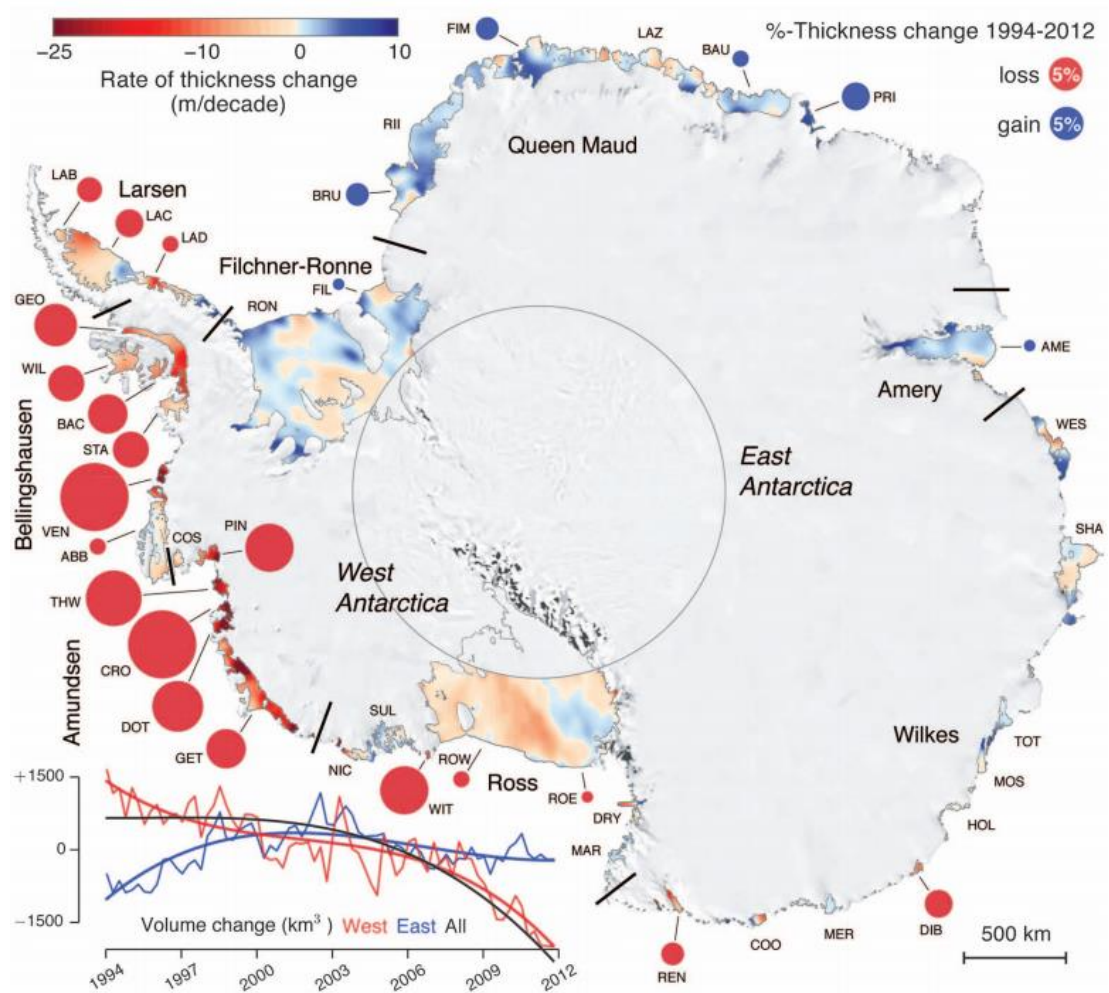 −25
−10
0
10
Rate of thickness change
(m/decade)
%-Thickness change 1994-2012
loss 5%
gain 5%
FIM
LAZ
BAU
PRI
RII
Queen Maud
BRU
LAB
Larsen
LAC
LAD
Filchner-Ronne
FIL
RON
GEO
WIL
BAC
STA
Bellingshausen
VEN
ABB
COS
PIN
THW
CRO
DOT
GET
Amundsen
AME
Amery
WES
East
Antarctica
SHA
West
Antarctica
SUL
NIC
ROW
Ross
WIT
ROE
DRY
MAR
Wilkes
TOT
MOS
HOL
DIB
MER
COO
REN
500 km
+1500
0
−1500
Volume change (km³ ) West East All
1994
1997
2000
2003
2006
2009
2012